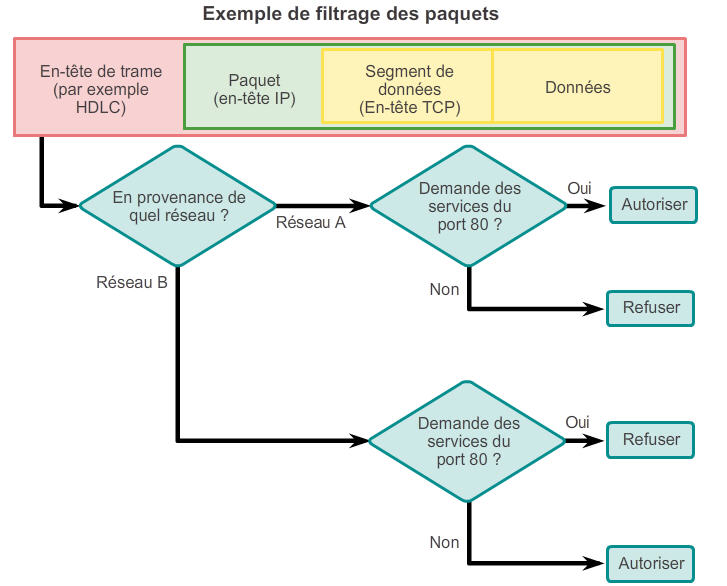 Exemple de filtrage des paquets
En-tête de trame
(par exemple
HDLC)
Paquet
(en-tête IP)
Segment de
données
(En-tête TCP)
Données
En provenance de
quel réseau ?
Réseau A
Demande des
services du
port 80 ?
Oui
Autoriser
Non
Refuser
Réseau B
Demande des
services du
port 80 ?
Oui
Refuser
Non
Autoriser